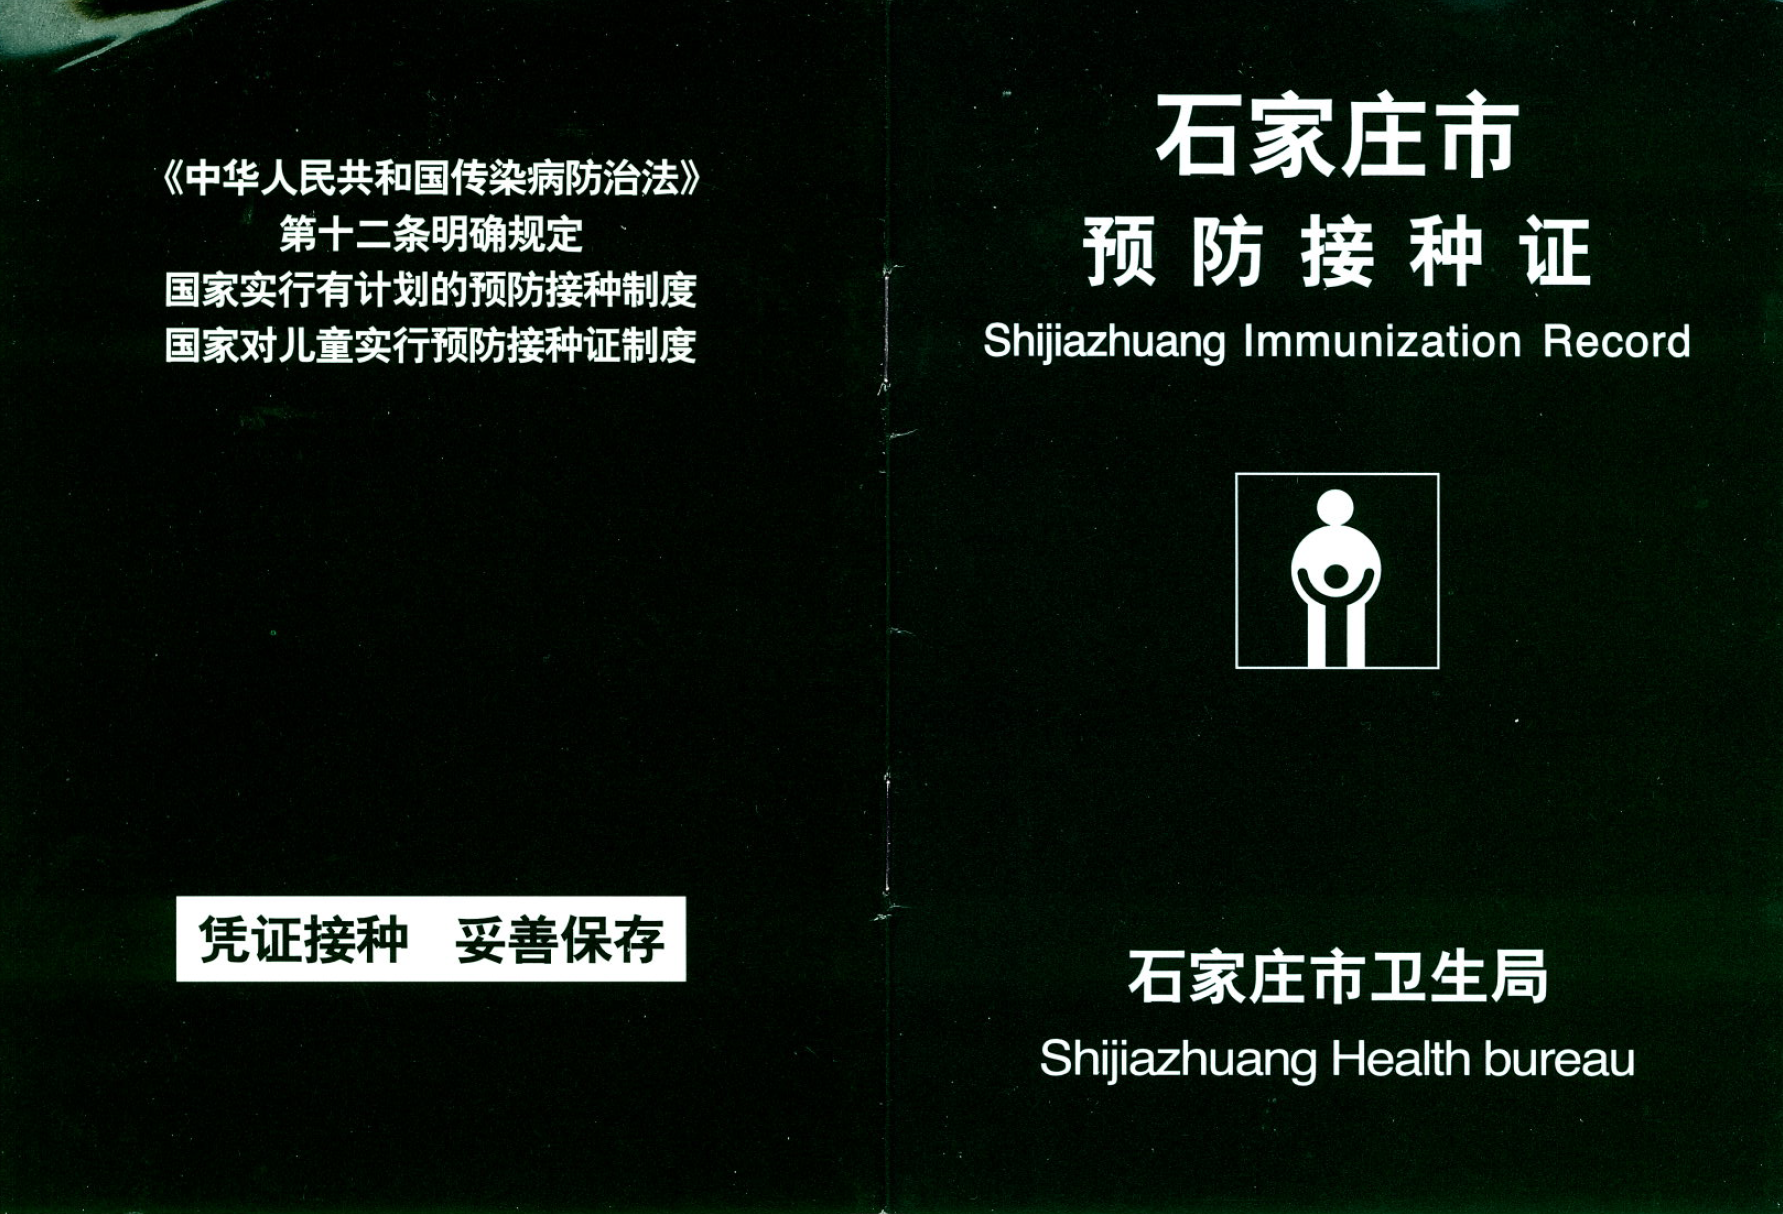 《中华人民共和国传染病防治法》
第十二条明确规定
国家实行有计划的预防接种制度
国家对儿童实行预防接种证制度
凭证接种 妥善保存
石家庄市
预防接种证
Shijiazhuang Immunization Record
石家庄市卫生局
Shijiazhuang Health bureau